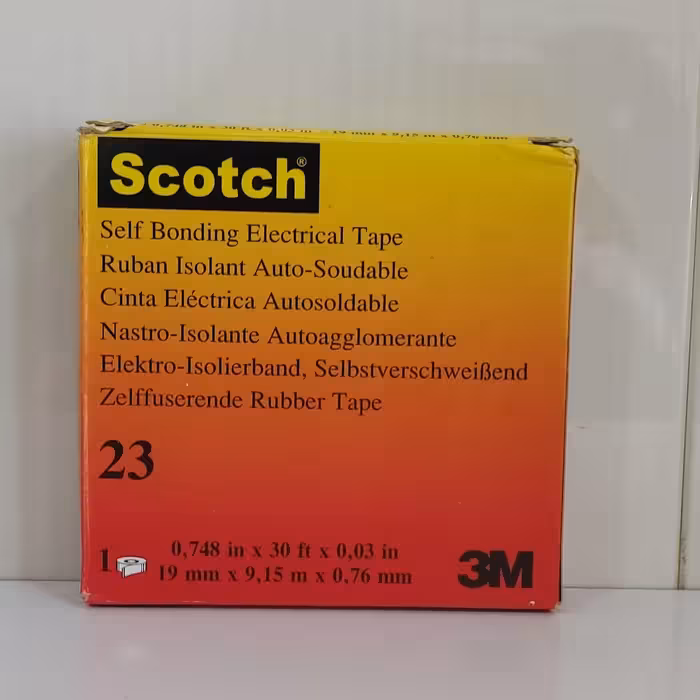 Scotch®
Self Bonding Electrical Tape
Ruban Isolant Auto-Soudable
Cinta Eléctrica Autosoldable
Nastro-Isolante Autoagglomerante
Elektro-Isolierband, Selbstverschweißend
Zelffuserende Rubber Tape
23
1
0,748 in x 30 ft x 0,03 in
19 mm x 9,15 m x 0,76 mm
3M